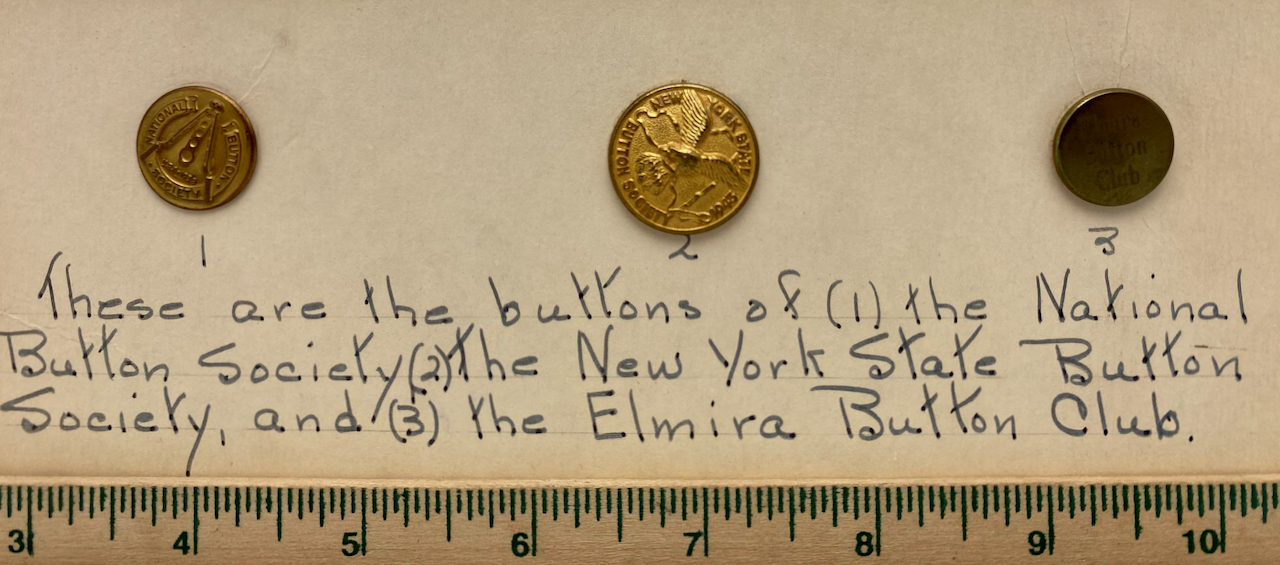 NATIONAL BUTTON SOCIETY
NEW YORK STATE
BUTTON SOCIETY
Button
Club
1
2
3
These are the buttons of (1) the National
Button Society, (2) the New York State Button
Society, and (3) the Elmira Button Club.
3 4 5 6 7 8 9 10